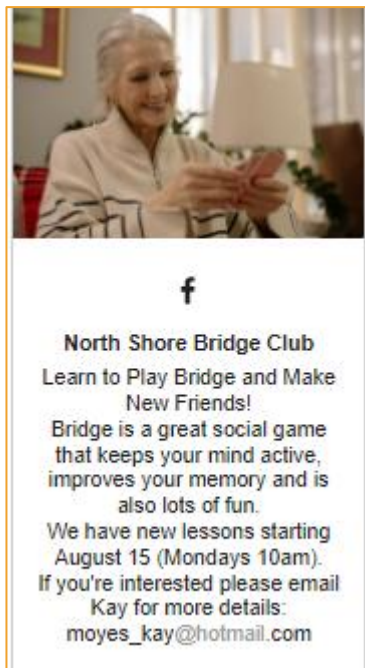 North Shore Bridge Club
Learn to Play Bridge and Make
New Friends!
Bridge is a great social game
that keeps your mind active,
improves your memory and is
also lots of fun.
We have new lessons starting
August 15 (Mondays 10am).
If you're interested please email
Kay for more details:
moyes_kay@hotmail.com